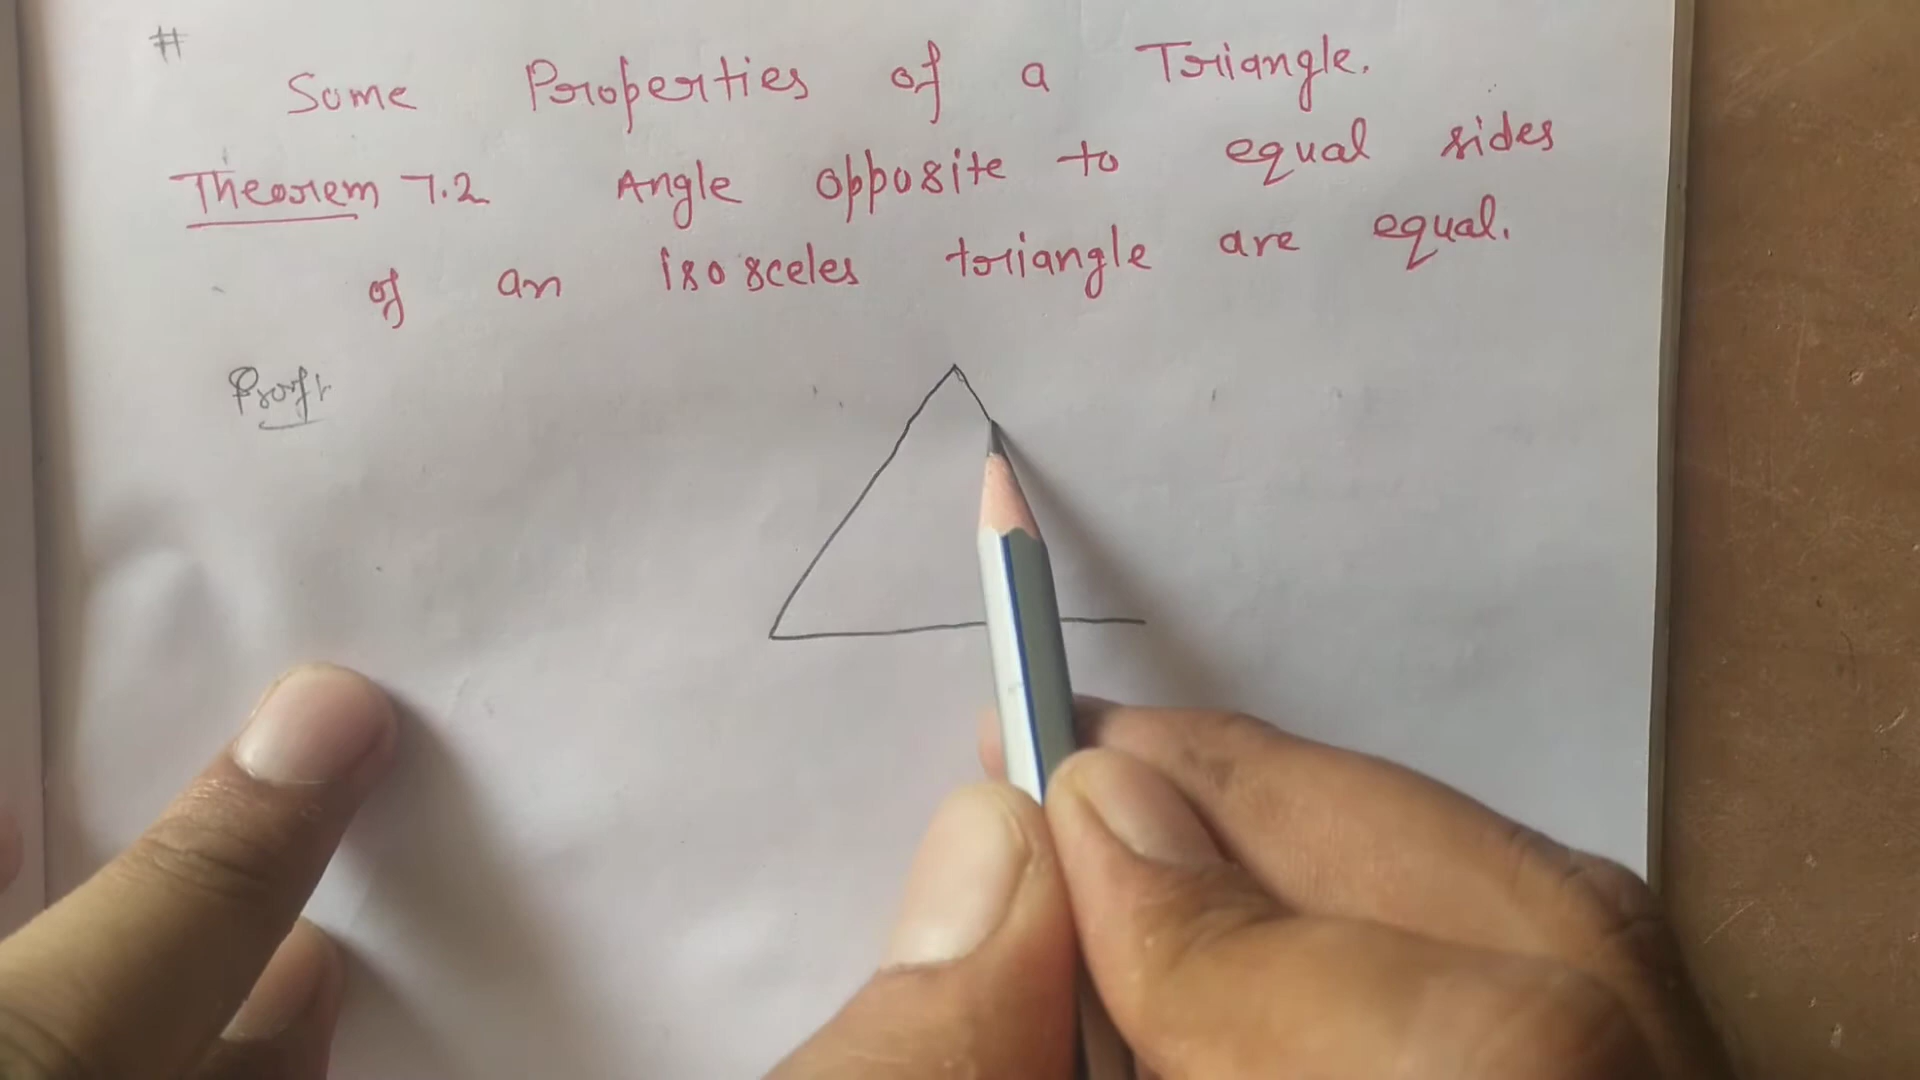 #
Some Properties of a Triangle.
Theorem 7.2 Angle opposite to equal sides
of an isosceles triangle are equal.
Proof: